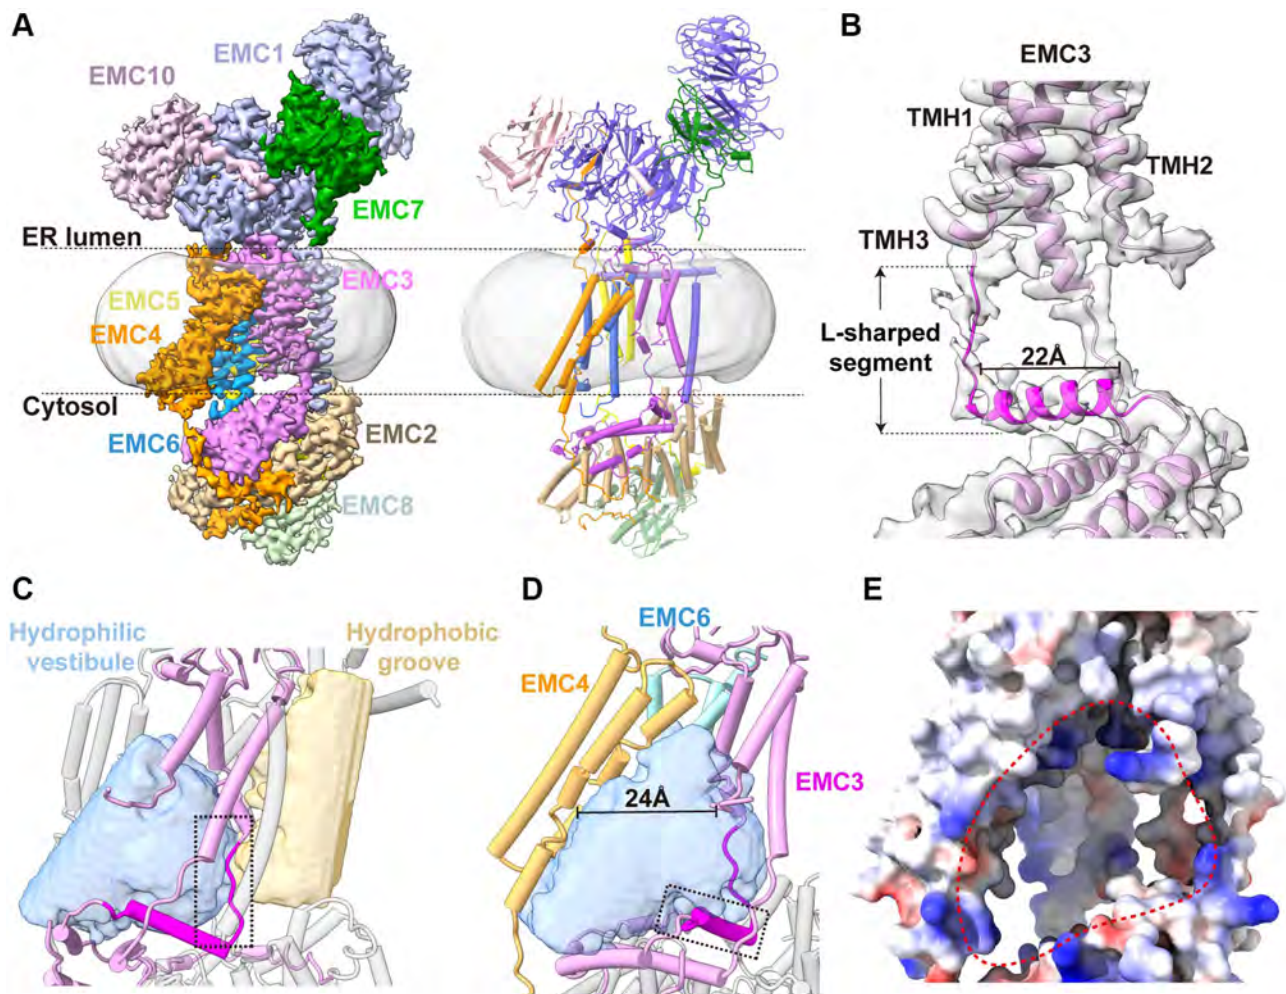 A
EMC1
EMC10
EMC7
ER lumen
EMC3
EMC5
EMC4
Cytosol
EMC6
EMC2
EMC8
B
EMC3
TMH1
TMH2
TMH3
L-sharped
segment
22Å
C
Hydrophilic
vestibule
Hydrophobic
groove
D
EMC6
EMC4
24Å
EMC3
E